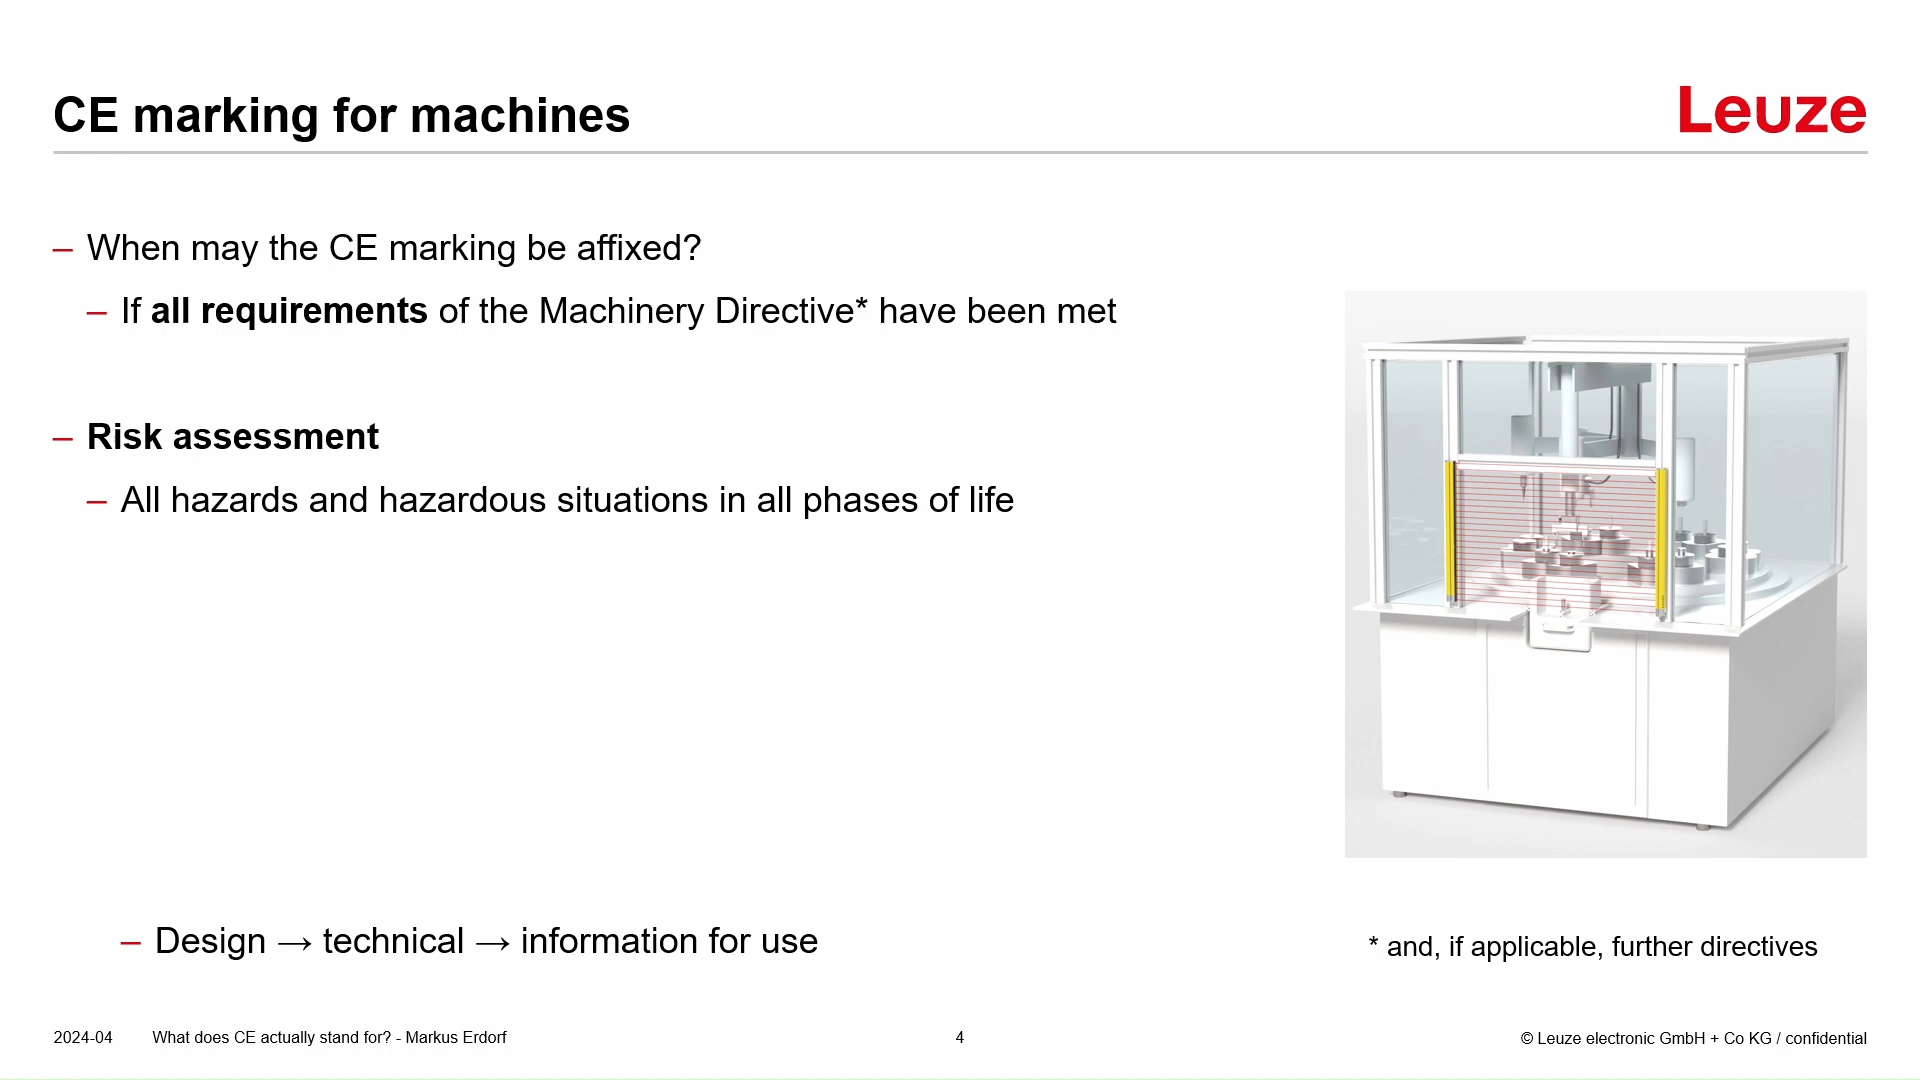 CE marking for machines
Leuze
– When may the CE marking be affixed?
– If all requirements of the Machinery Directive* have been met
– Risk assessment
– All hazards and hazardous situations in all phases of life
– Design → technical → information for use
* and, if applicable, further directives
2024-04 What does CE actually stand for? - Markus Erdorf 4 © Leuze electronic GmbH + Co KG / confidential